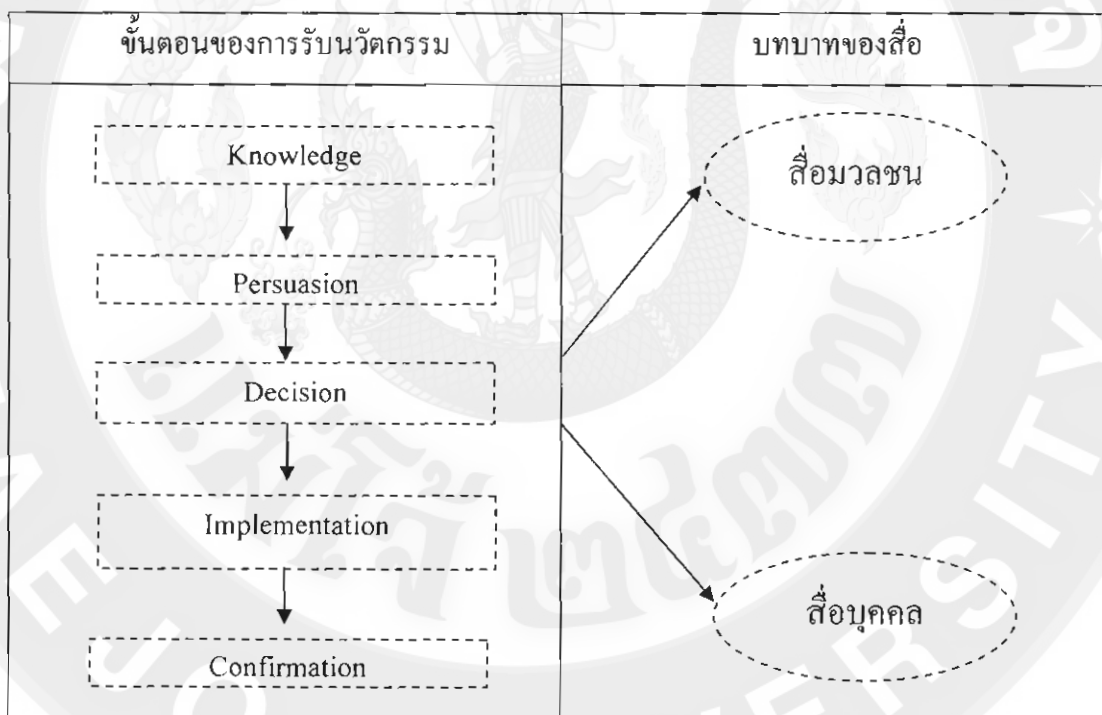 ขั้นตอนของการรับนวัตกรรม
บทบาทของสื่อ
Knowledge
Persuasion
Decision
Implementation
Confirmation
สื่อมวลชน
สื่อบุคคล